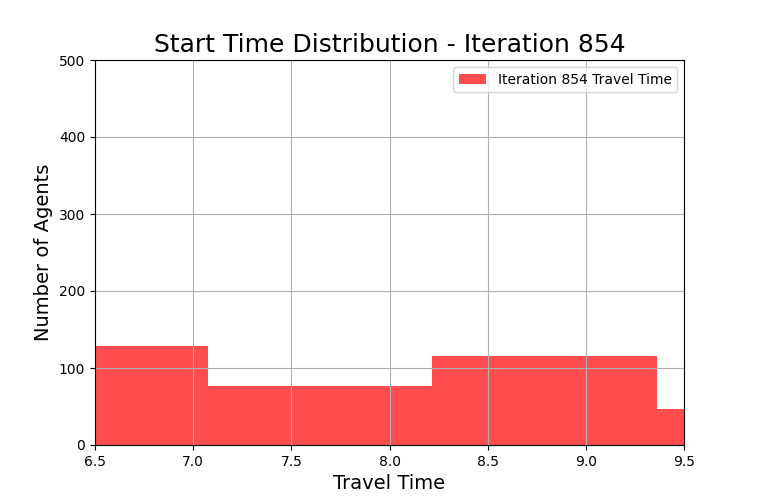 Start Time Distribution - Iteration 854
Iteration 854 Travel Time
Number of Agents
500
400
300
200
100
0
6.5 7.0 7.5 8.0 8.5 9.0 9.5
Travel Time